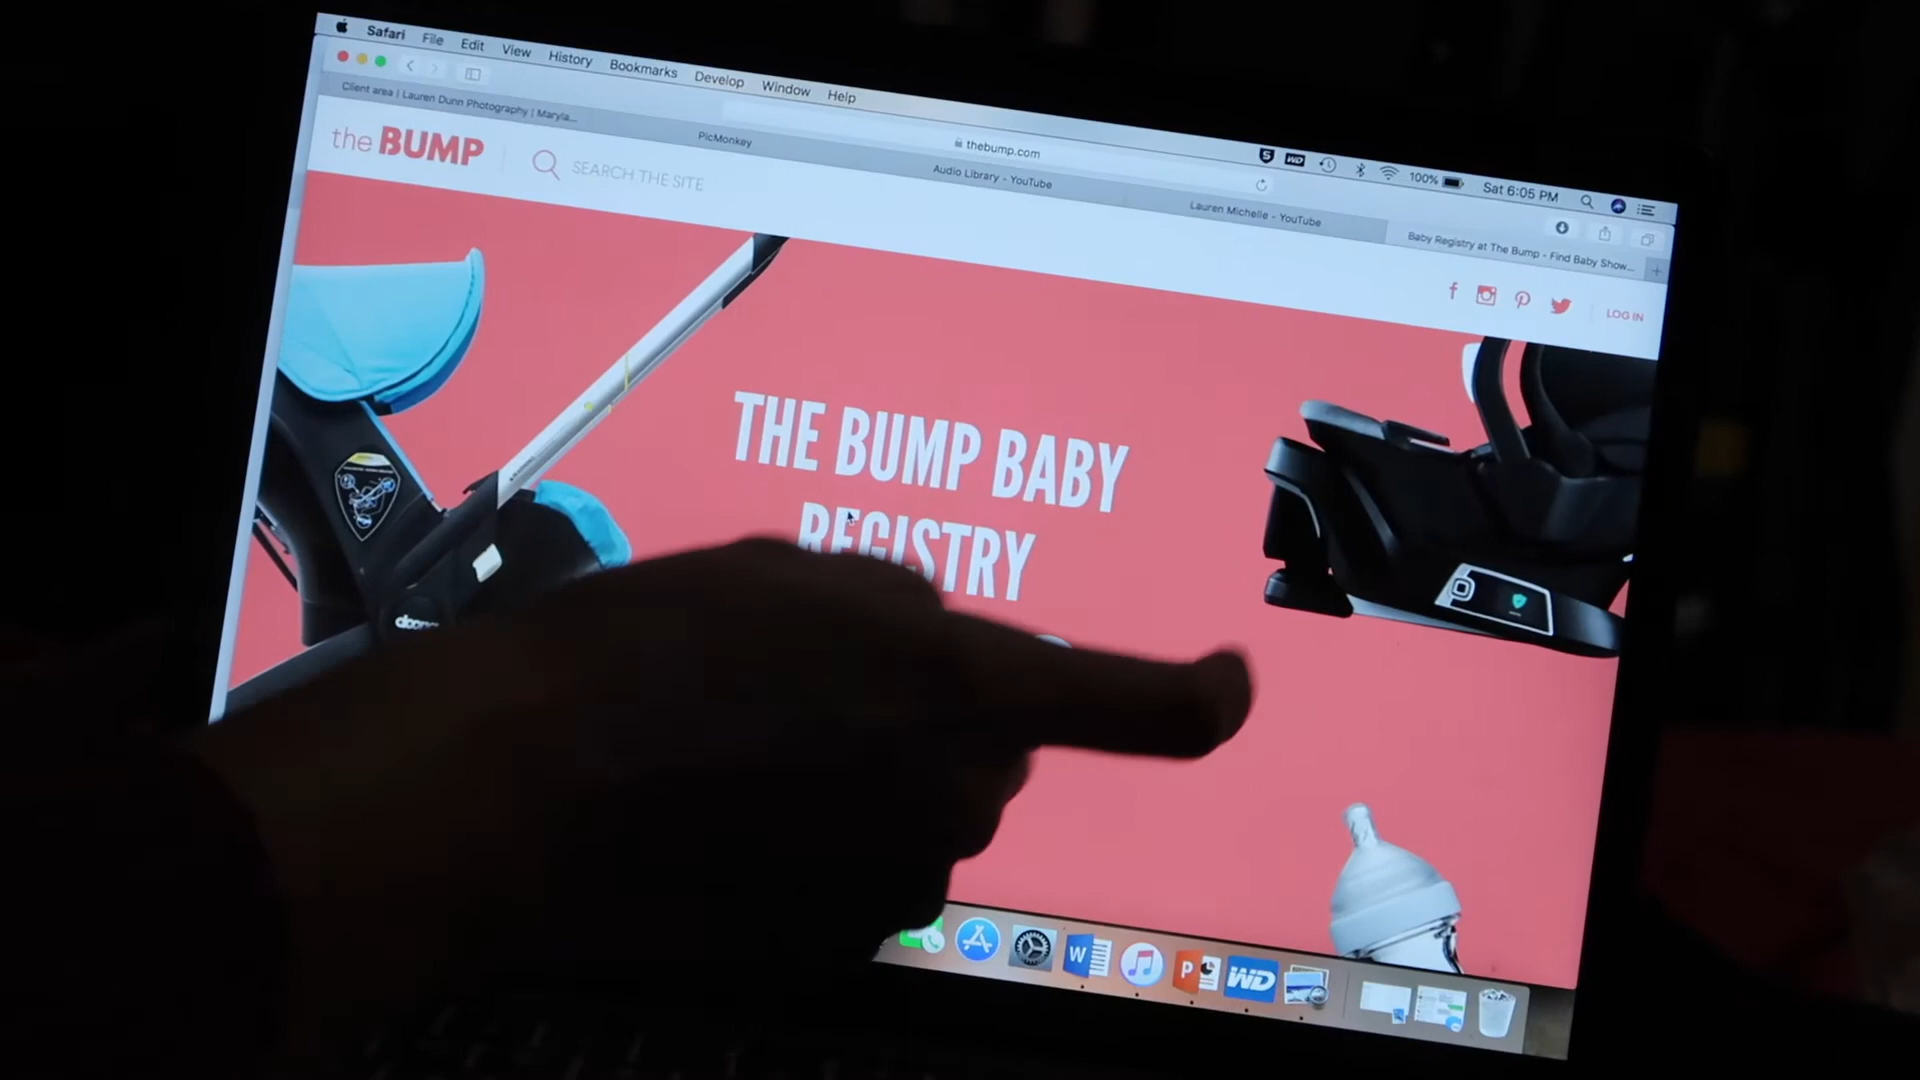 Safari File Edit View History Bookmarks Develop Window Help
100% Sat 6:05 PM
thebump.com
Client area | Lauren Dunn Photography | Maryla...
PicMonkey
Audio Library - YouTube
Lauren Michelle - YouTube
Baby Registry at The Bump - Find Baby Show...
the BUMP
SEARCH THE SITE
LOG IN
THE BUMP BABY
REGISTRY
W
P
WD